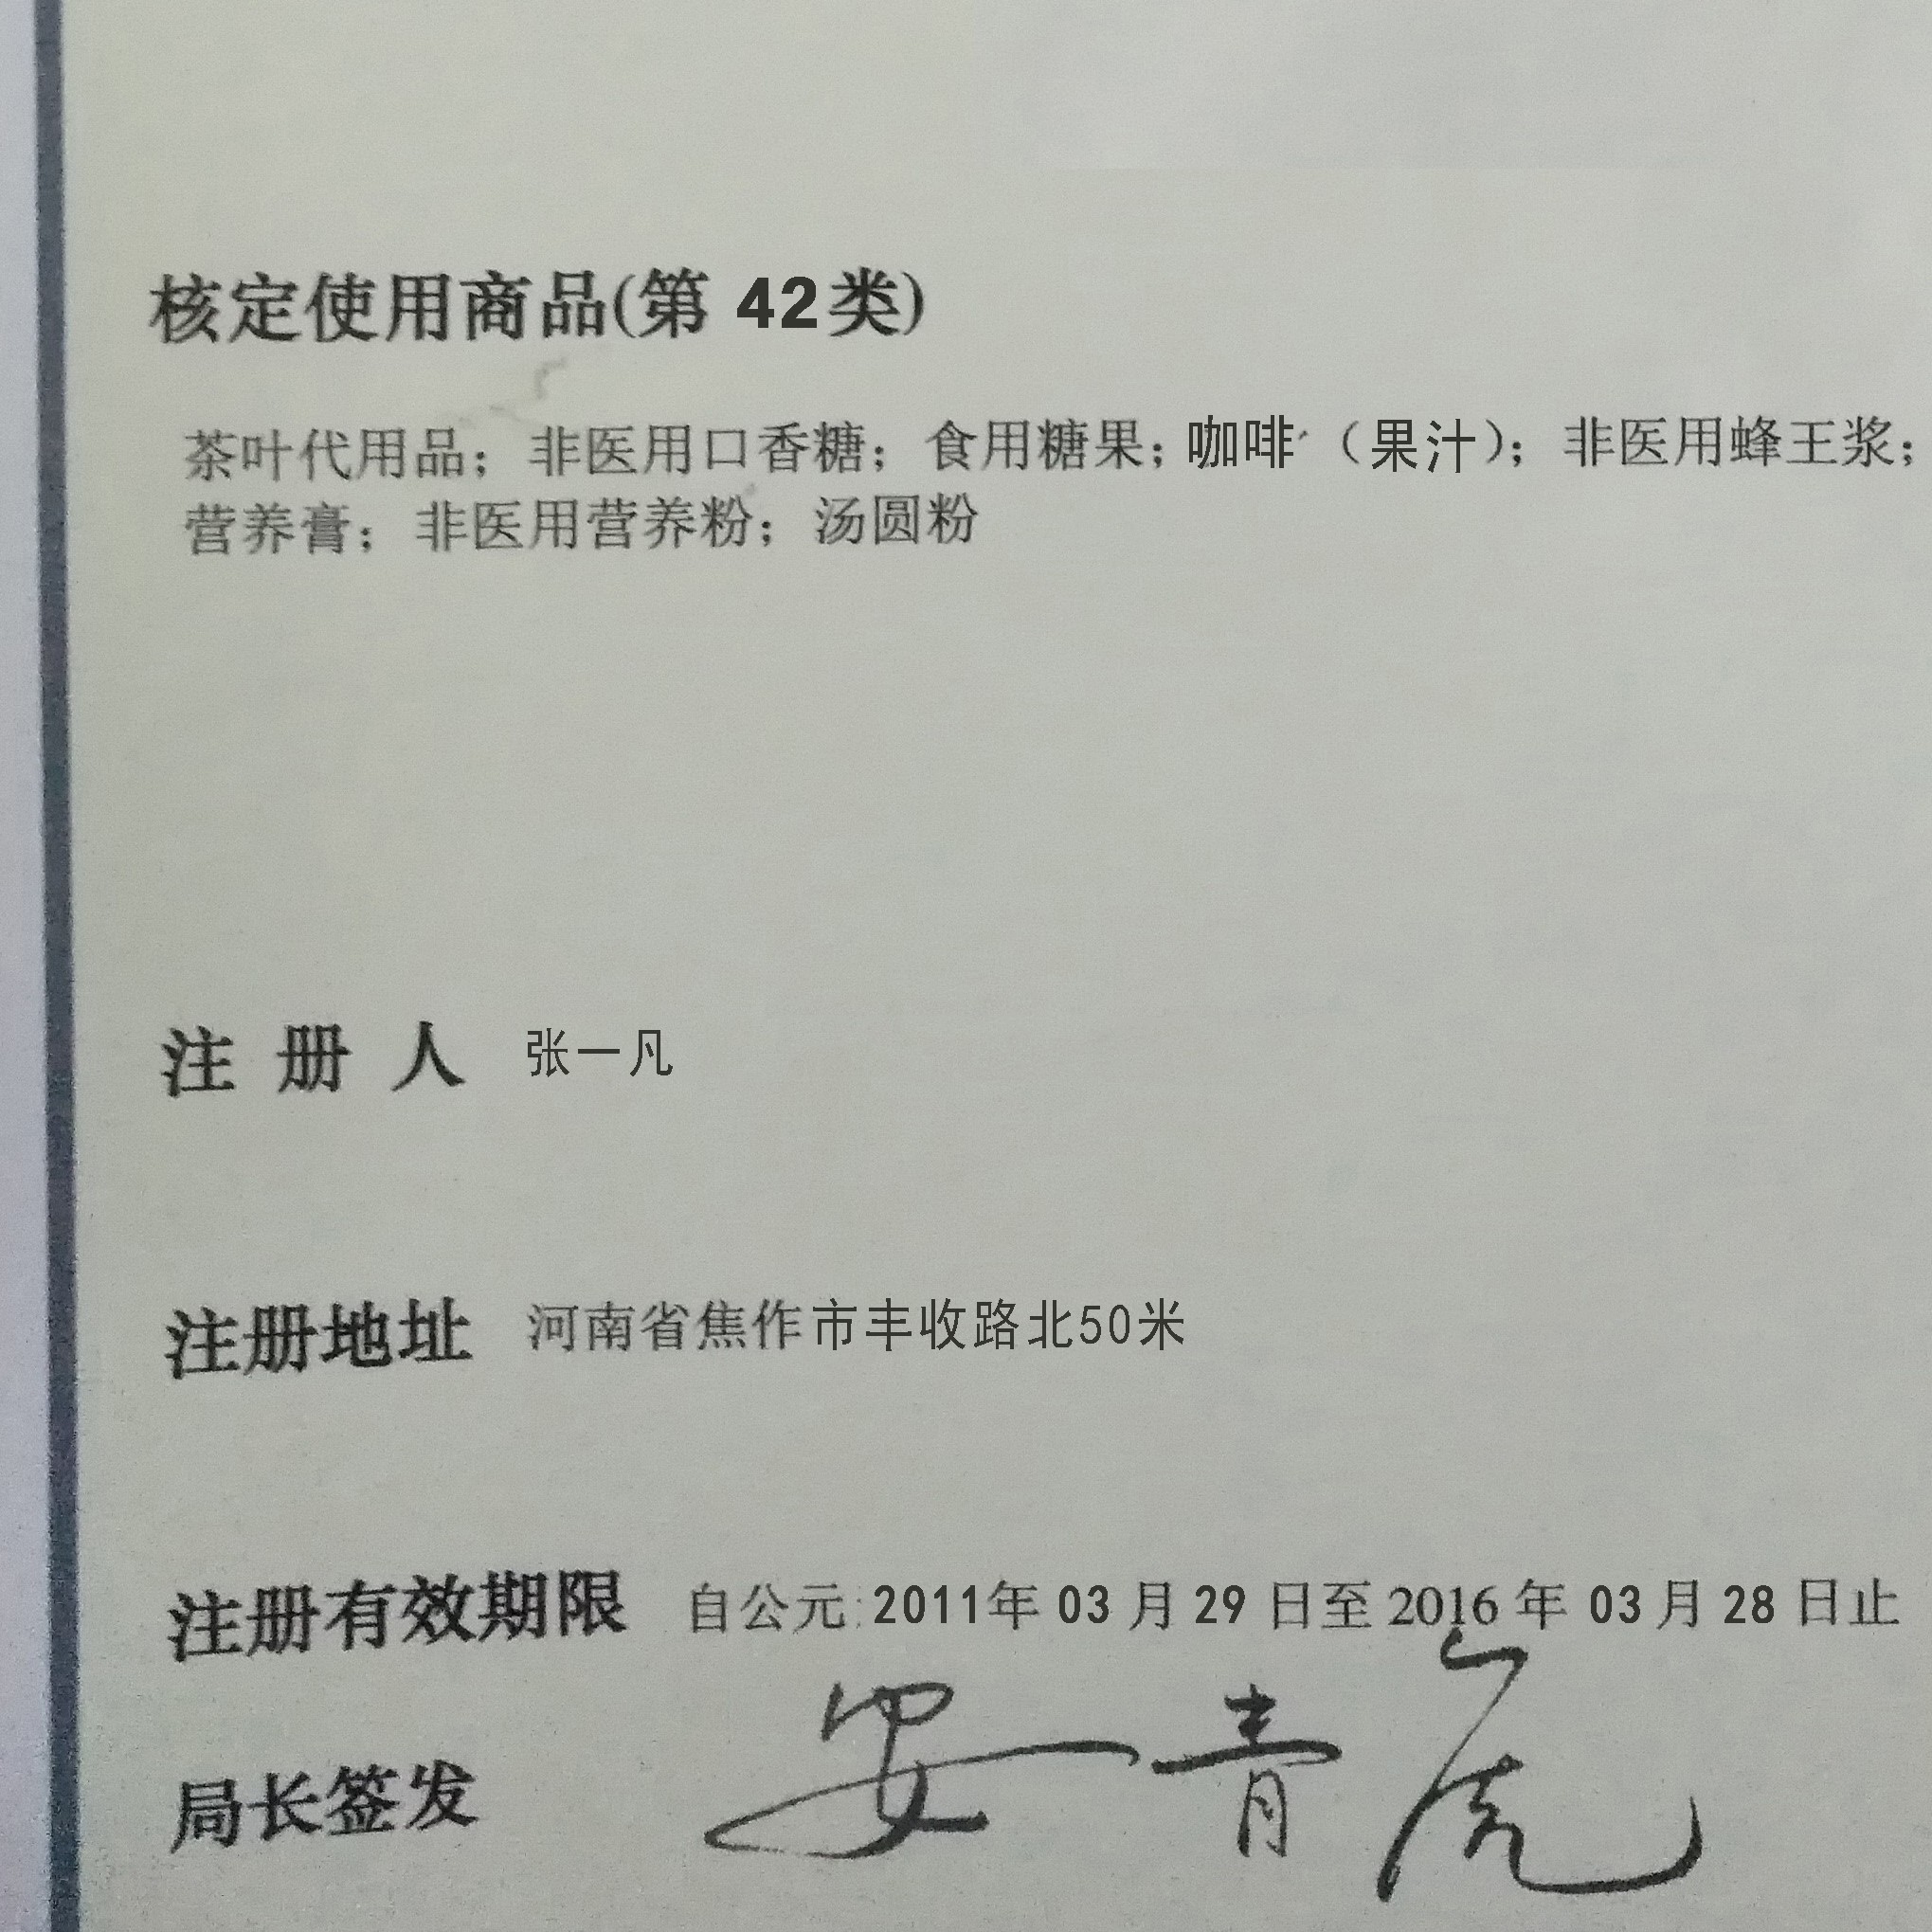 核定使用商品(第 42类)
茶叶代用品；非医用口香糖；食用糖果；咖啡（果汁）；非医用蜂王浆；
营养膏；非医用营养粉；汤圆粉
注 册 人 张一凡
注册地址 河南省焦作市丰收路北50米
注册有效期限 自公元 2011年 03 月 29 日至 2016 年 03 月 28 日止
局长签发 安青虎